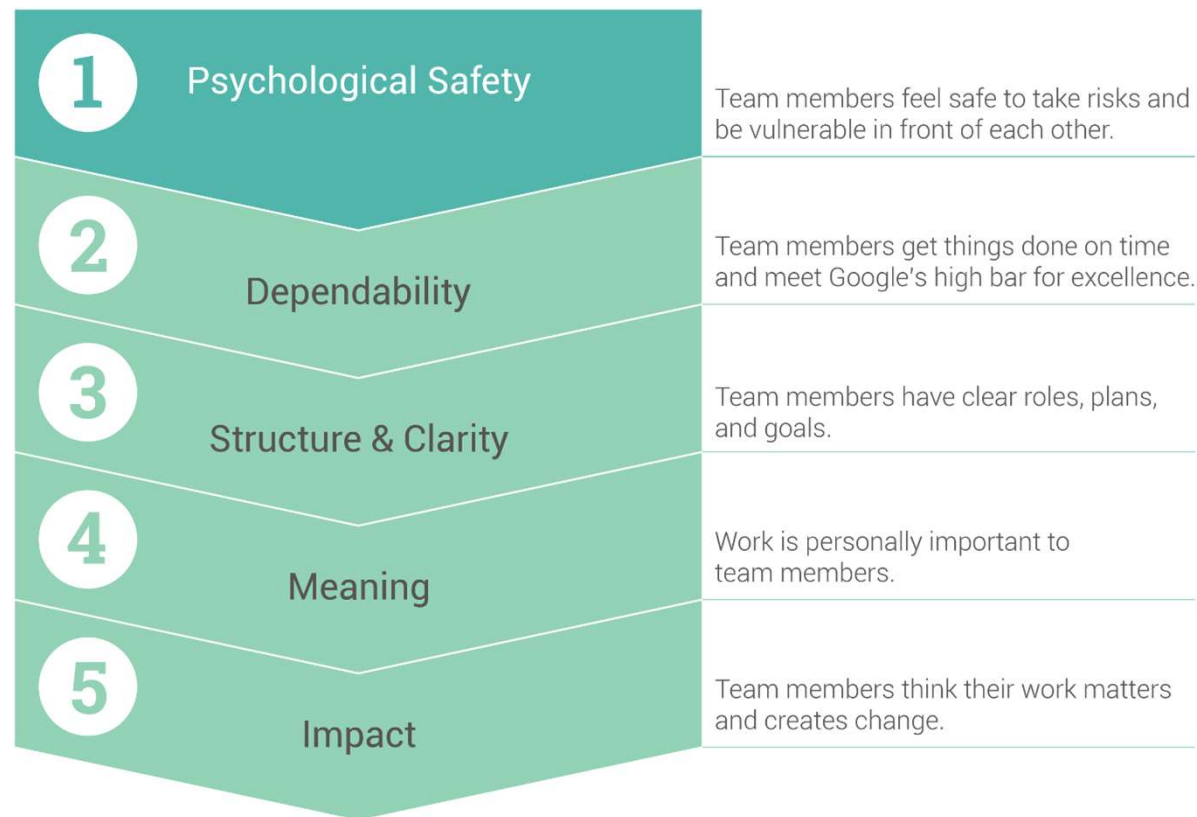 1
Psychological Safety
Team members feel safe to take risks and
be vulnerable in front of each other.
2
Dependability
Team members get things done on time
and meet Google's high bar for excellence.
3
Structure & Clarity
Team members have clear roles, plans,
and goals.
4
Meaning
Work is personally important to
team members.
5
Impact
Team members think their work matters
and creates change.